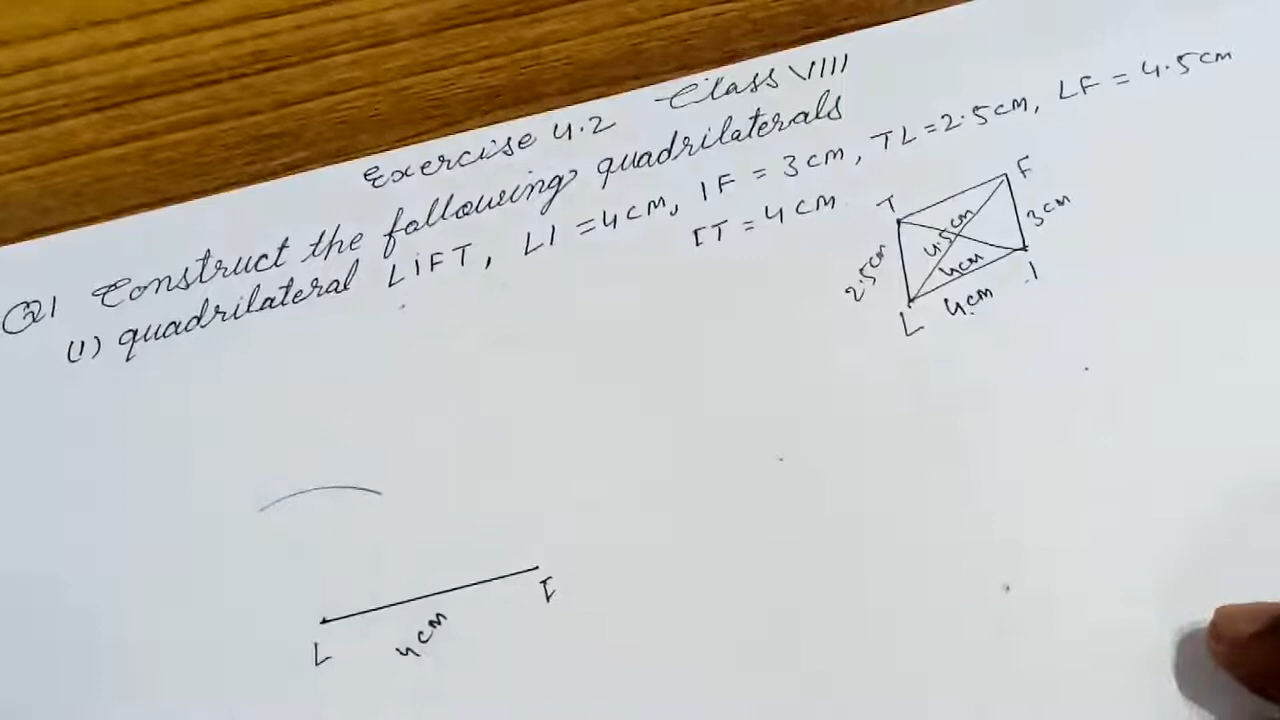 Exercise 4.2 Class VIII
Q1 Construct the following quadrilaterals
(1) quadrilateral LiFT, LI = 4cm, IF = 3cm, TL = 2.5cm, LF = 4.5cm
IT = 4cm
T
F
2.5cm
4.5cm
4cm
3cm
L
4cm
I
L
4cm
I